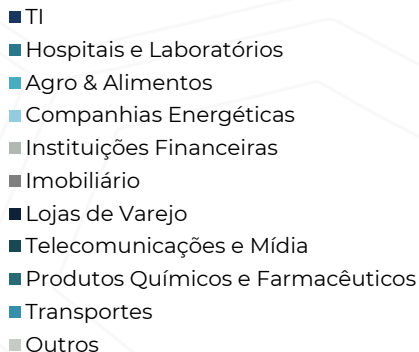 TI
Hospitais e Laboratórios
Agro & Alimentos
Companhias Energéticas
Instituições Financeiras
Imobiliário
Lojas de Varejo
Telecomunicações e Mídia
Produtos Químicos e Farmacêuticos
Transportes
Outros